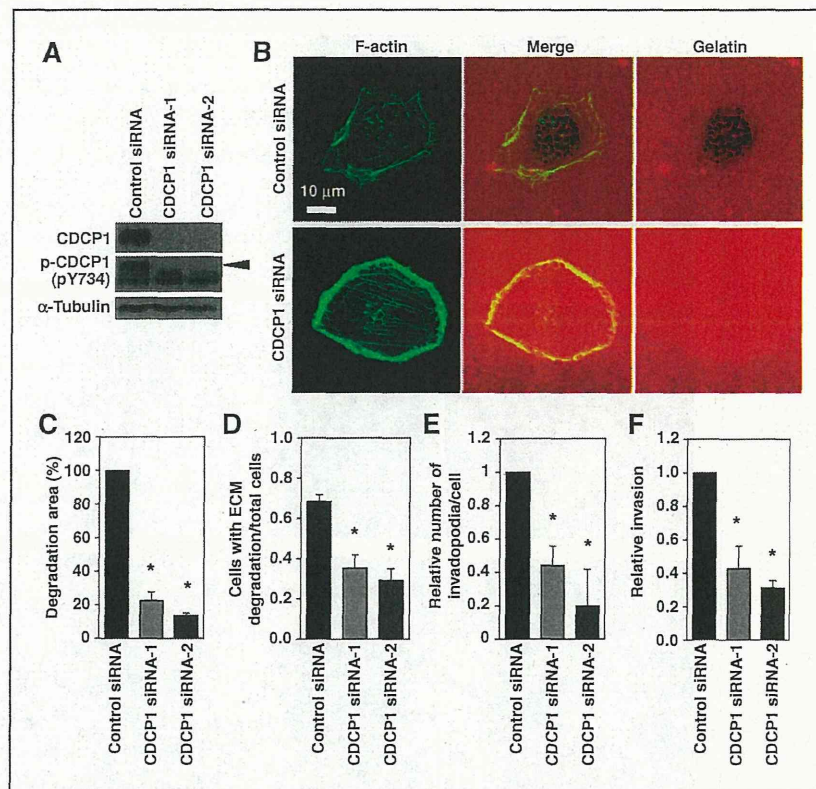 A
Control siRNA
CDCP1 siRNA-1
CDCP1 siRNA-2
CDCP1
p-CDCP1
(pY734)
α-Tubulin
B
F-actin
Merge
Gelatin
Control siRNA
10 μm
CDCP1 siRNA
C
Degradation area (%)
120
100
80
60
40
20
0
*
*
Control siRNA
CDCP1 siRNA-1
CDCP1 siRNA-2
D
Cells with ECM
degradation/total cells
1.0
0.8
0.6
0.4
0.2
0.0
*
*
Control siRNA
CDCP1 siRNA-1
CDCP1 siRNA-2
E
Relative number of
invadopodia/cell
1.2
1
0.8
0.6
0.4
0.2
0
*
*
Control siRNA
CDCP1 siRNA-1
CDCP1 siRNA-2
F
Relative invasion
1.2
1.0
0.8
0.6
0.4
0.2
0.0
*
*
Control siRNA
CDCP1 siRNA-1
CDCP1 siRNA-2